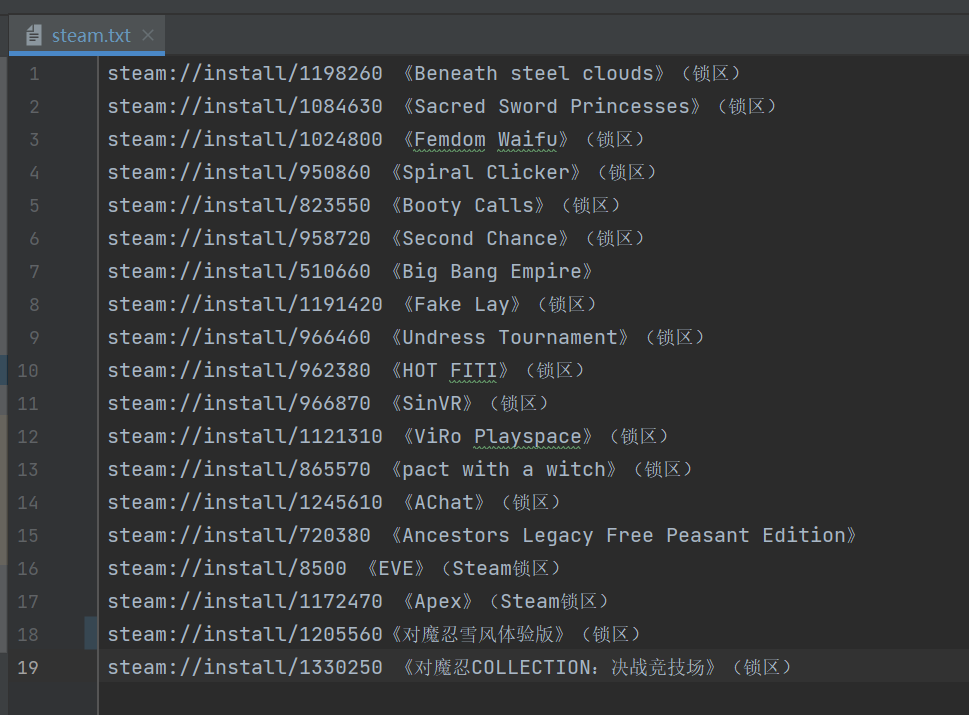 steam.txt
1 steam://install/1198260 《Beneath steel clouds》（锁区）
2 steam://install/1084630 《Sacred Sword Princesses》（锁区）
3 steam://install/1024800 《Femdom Waifu》（锁区）
4 steam://install/950860 《Spiral Clicker》（锁区）
5 steam://install/823550 《Booty Calls》（锁区）
6 steam://install/958720 《Second Chance》（锁区）
7 steam://install/510660 《Big Bang Empire》
8 steam://install/1191420 《Fake Lay》（锁区）
9 steam://install/966460 《Undress Tournament》（锁区）
10 steam://install/962380 《HOT FITI》（锁区）
11 steam://install/966870 《SinVR》（锁区）
12 steam://install/1121310 《ViRo Playspace》（锁区）
13 steam://install/865570 《pact with a witch》（锁区）
14 steam://install/1245610 《AChat》（锁区）
15 steam://install/720380 《Ancestors Legacy Free Peasant Edition》
16 steam://install/8500 《EVE》（Steam锁区）
17 steam://install/1172470 《Apex》（Steam锁区）
18 steam://install/1205560《对魔忍雪风体验版》（锁区）
19 steam://install/1330250 《对魔忍COLLECTION：决战竞技场》（锁区）